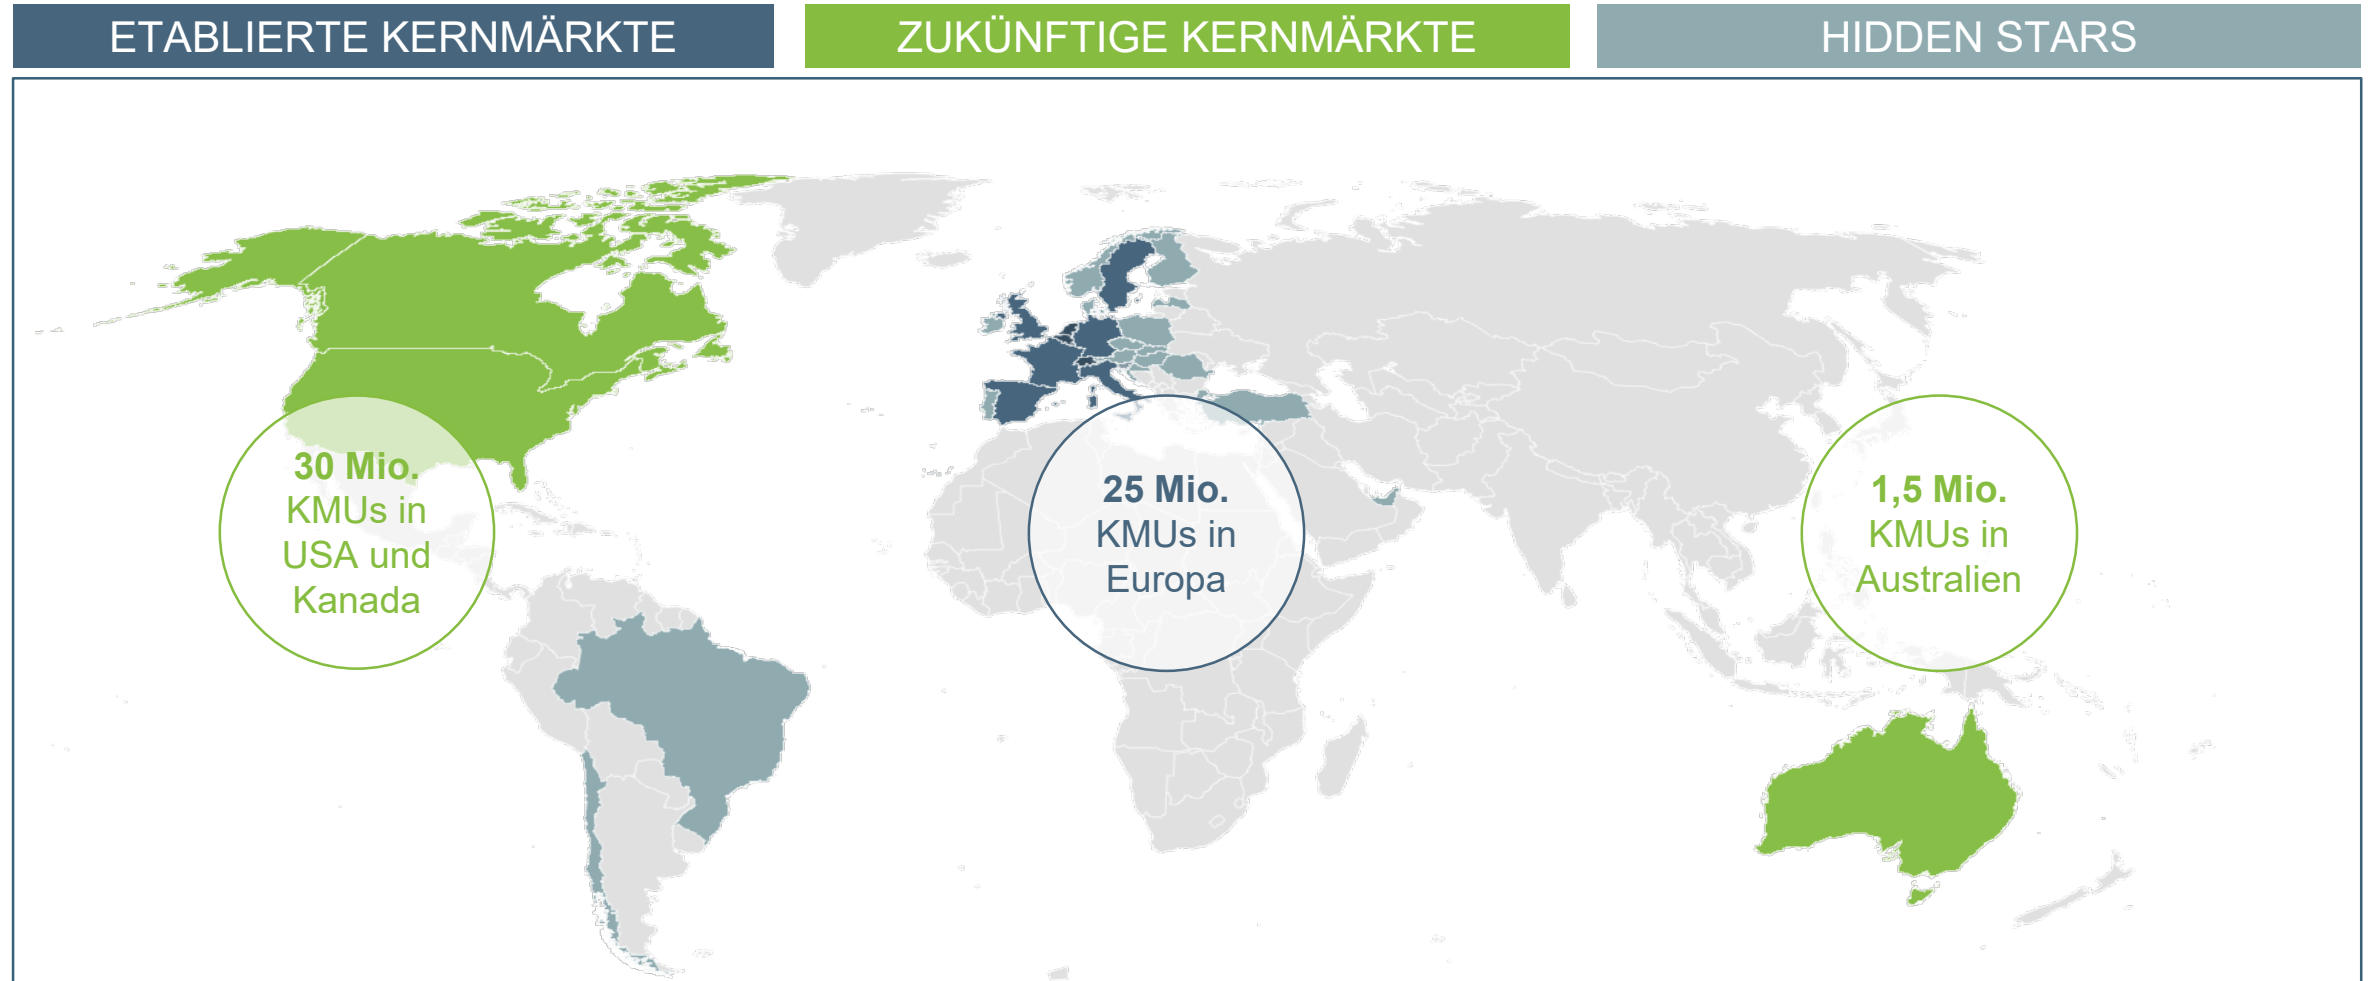 ETABLIERTE KERNMÄRKTE
ZUKÜNFTIGE KERNMÄRKTE
HIDDEN STARS
30 Mio.
KMUs in
USA und
Kanada
25 Mio.
KMUs in
Europa
1,5 Mio.
KMUs in
Australien